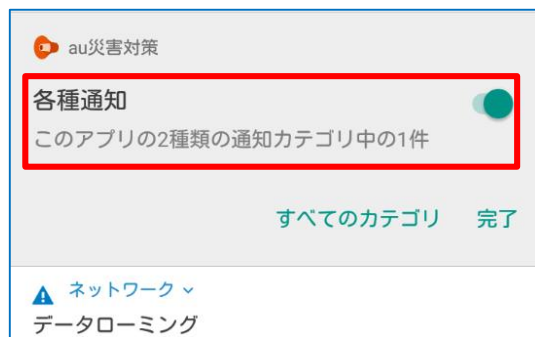 au災害対策
各種通知
このアプリの2種類の通知カテゴリ中の1件
すべてのカテゴリ 完了
ネットワーク
データローミング